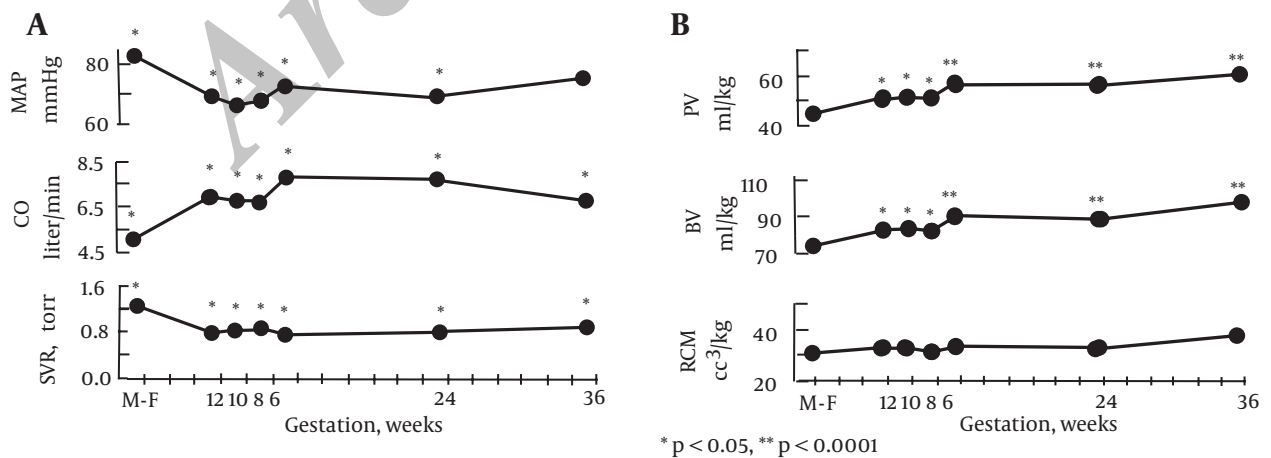 A
*
* * * * *
80
60
MAP
mmHg
* * * * * * *
8.5
6.5
4.5
CO
liter/min
* * * * * * *
1.6
0.8
0.0
SVR, torr
M-F 12 10 8 6 24 36
Gestation, weeks
B
* * * ** ** **
60
40
PV
ml/kg
* * * ** ** **
110
90
70
BV
ml/kg
40
20
RCM
cc³/kg
M-F 12 10 8 6 24 36
Gestation, weeks
* p < 0.05, ** p < 0.0001